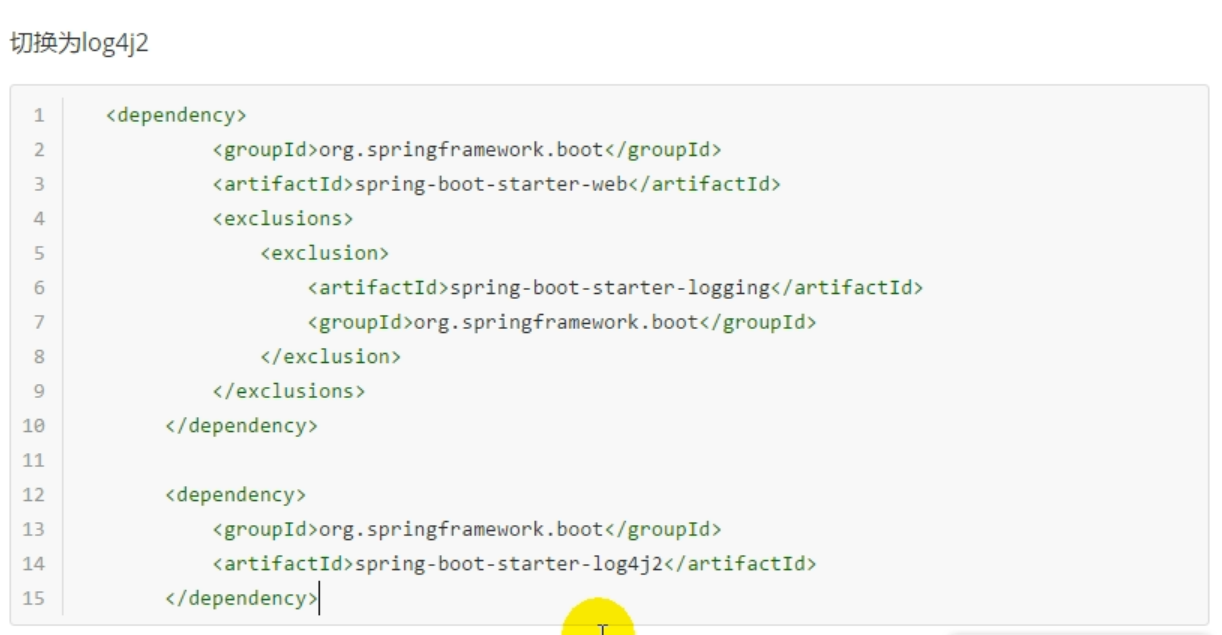 切换为log4j2
1 <dependency>
2 <groupId>org.springframework.boot</groupId>
3 <artifactId>spring-boot-starter-web</artifactId>
4 <exclusions>
5 <exclusion>
6 <artifactId>spring-boot-starter-logging</artifactId>
7 <groupId>org.springframework.boot</groupId>
8 </exclusion>
9 </exclusions>
10 </dependency>
11
12 <dependency>
13 <groupId>org.springframework.boot</groupId>
14 <artifactId>spring-boot-starter-log4j2</artifactId>
15 </dependency>